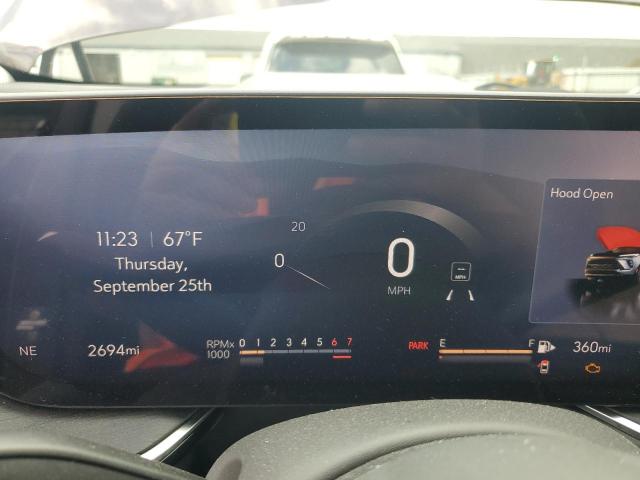 Hood Open
20
11:23 | 67°F
0
0
Thursday,
MPH
September 25th
MPH
NE
2694mi
RPMx 0 1 2 3 4 5 6 7
1000
PARK
E F
360mi